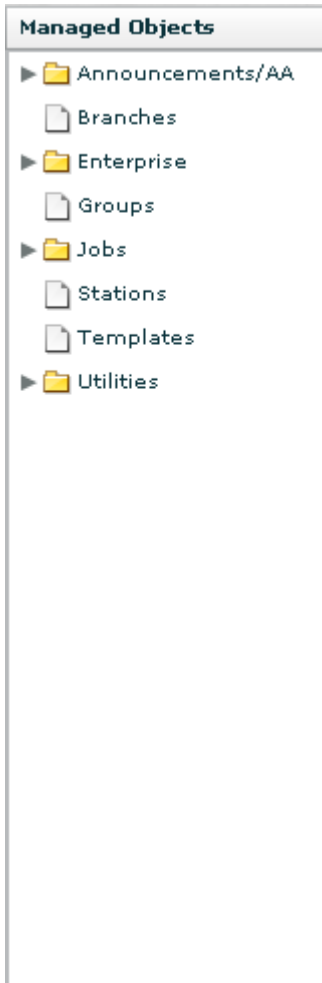 Managed Objects
Announcements/AA
Branches
Enterprise
Groups
Jobs
Stations
Templates
Utilities